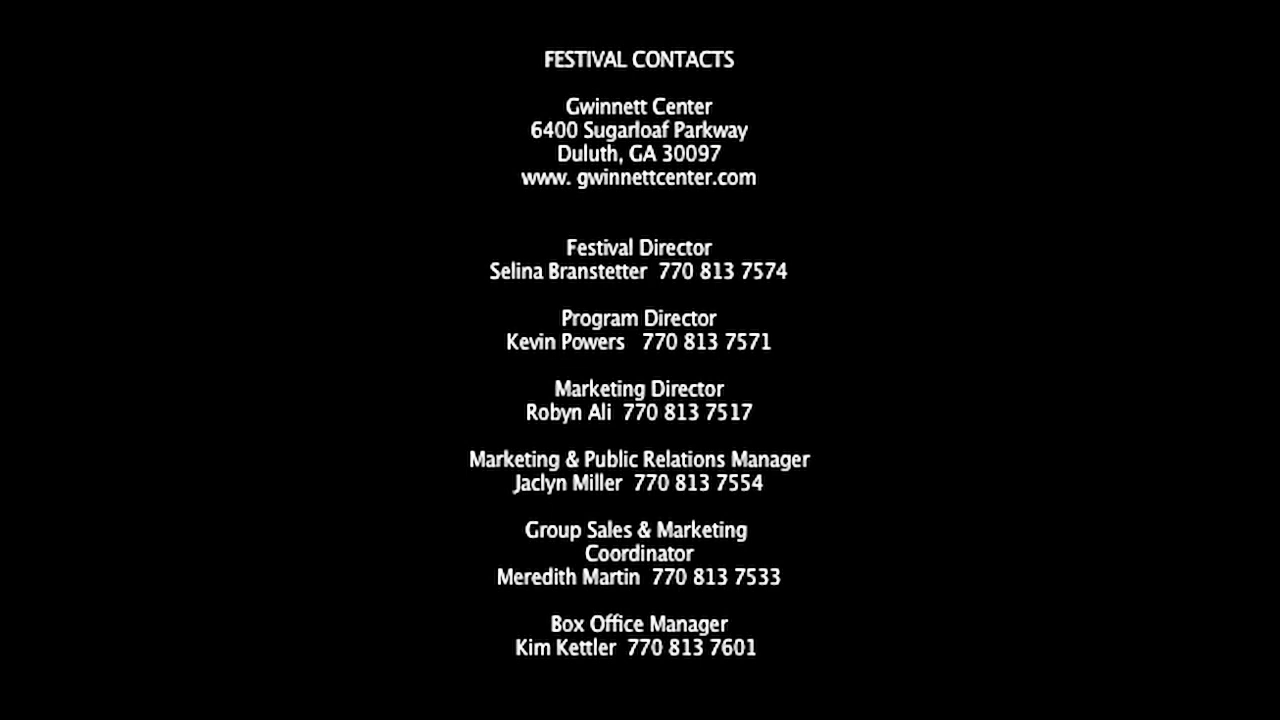 FESTIVAL CONTACTS
Gwinnett Center
6400 Sugarloaf Parkway
Duluth, GA 30097
www. gwinnettcenter.com
Festival Director
Selina Branstetter  770 813 7574
Program Director
Kevin Powers   770 813 7571
Marketing Director
Robyn Ali  770 813 7517
Marketing & Public Relations Manager
Jaclyn Miller  770 813 7554
Group Sales & Marketing
Coordinator
Meredith Martin  770 813 7533
Box Office Manager
Kim Kettler  770 813 7601